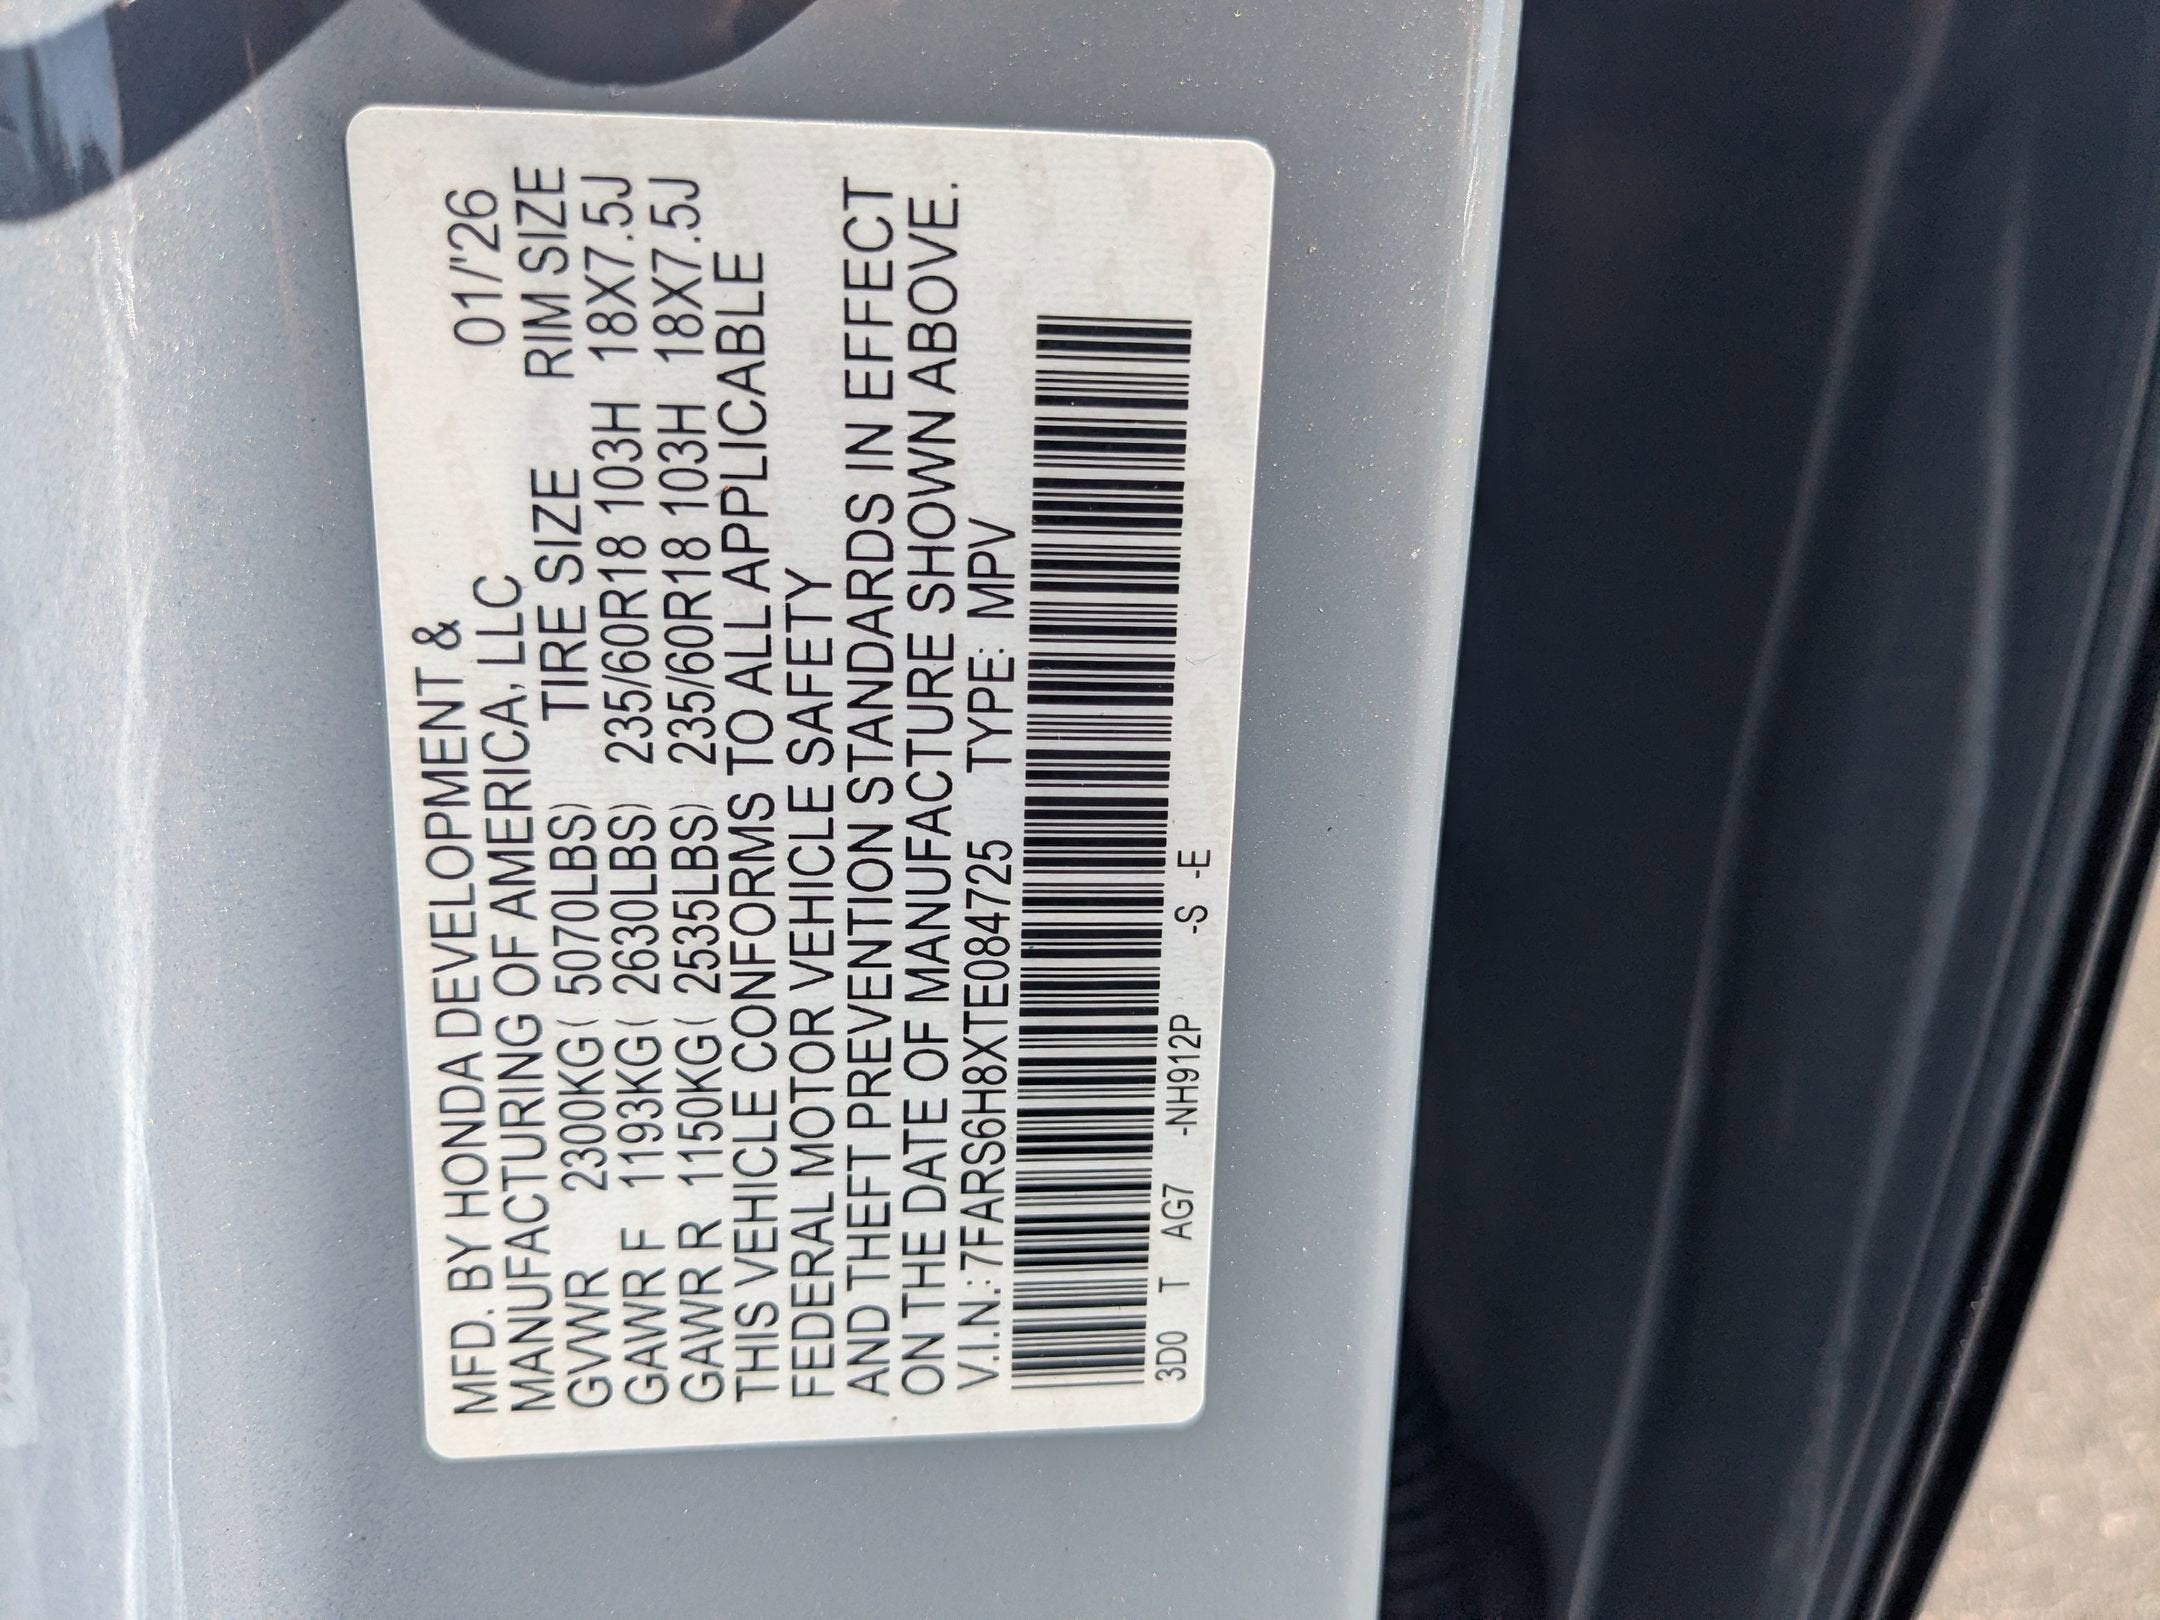 MFD. BY HONDA DEVELOPMENT &
MANUFACTURING OF AMERICA, LLC 01/'26
TIRE SIZE RIM SIZE
GVWR 2300KG( 5070LBS) 235/60R18 103H 18X7.5J
GAWR F 1193KG( 2630LBS) 235/60R18 103H 18X7.5J
GAWR R 1150KG( 2535LBS)
THIS VEHICLE CONFORMS TO ALL APPLICABLE
FEDERAL MOTOR VEHICLE SAFETY
AND THEFT PREVENTION STANDARDS IN EFFECT
ON THE DATE OF MANUFACTURE SHOWN ABOVE.
V.I.N.:7FARS6H8XTE084725 TYPE: MPV
3D0 T AG7 -NH912P -S -E